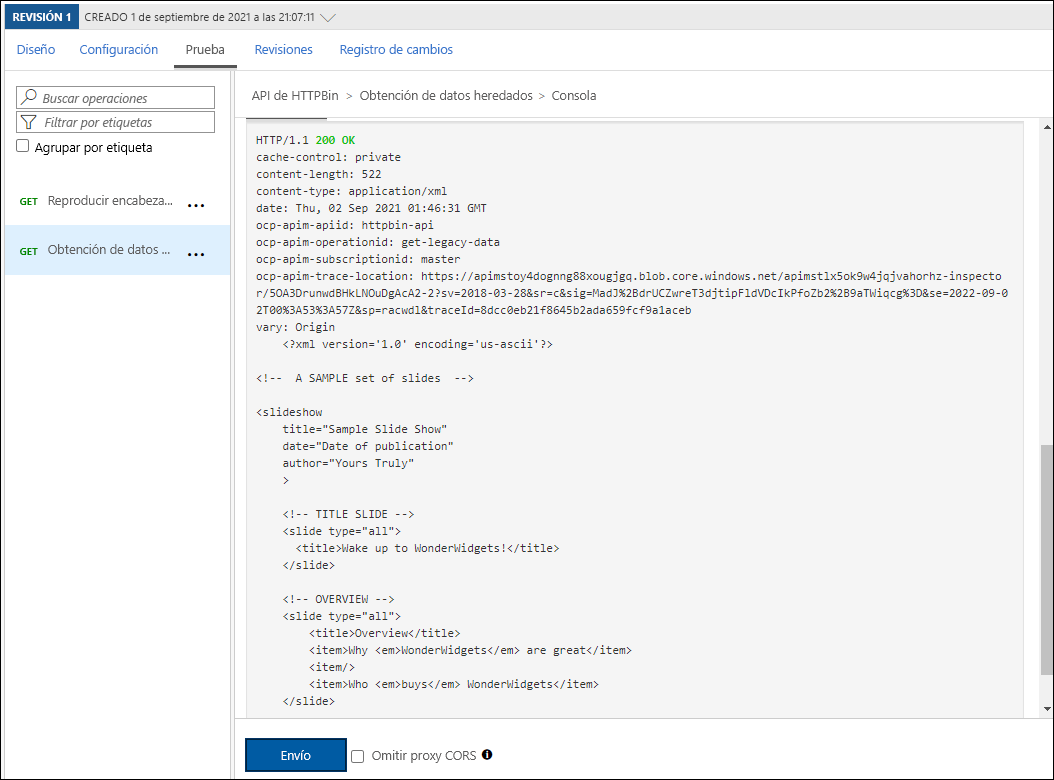 REVISIÓN 1 CREADO 1 de septiembre de 2021 a las 21:07:11
Diseño Configuración Prueba Revisiones Registro de cambios
Buscar operaciones
Filtrar por etiquetas
Agrupar por etiqueta
GET Reproducir encabeza... ...
GET Obtención de datos ... ...
API de HTTPBin > Obtención de datos heredados > Consola
HTTP/1.1 200 OK
cache-control: private
content-length: 522
content-type: application/xml
date: Thu, 02 Sep 2021 01:46:31 GMT
ocp-apim-apiid: httpbin-api
ocp-apim-operationid: get-legacy-data
ocp-apim-subscriptionid: master
ocp-apim-trace-location: https://apimstoy4dognng88xougjgq.blob.core.windows.net/apimstlx5ok9w4jqjvahorhz-inspecto
r/5OA3DrunwdBHkLNOuDgAcA2-2?sv=2018-03-28&sr=c&sig=MadJ%2BdrUCZwreT3djtipFldVDcIkPfoZb2%2B9aTWiqcg%3D&se=2022-09-0
2T00%3A53%3A57Z&sp=racwdl&traceId=8dcc0eb21f8645b2ada659fcf9a1aceb
vary: Origin
<?xml version='1.0' encoding='us-ascii'?>
<!--  A SAMPLE set of slides  -->
<slideshow
title="Sample Slide Show"
date="Date of publication"
author="Yours Truly"
>
<!-- TITLE SLIDE -->
<slide type="all">
<title>Wake up to WonderWidgets!</title>
</slide>
<!-- OVERVIEW -->
<slide type="all">
<title>Overview</title>
<item>Why <em>WonderWidgets</em> are great</item>
<item/>
<item>Who <em>buys</em> WonderWidgets</item>
</slide>
Envío Omitir proxy CORS